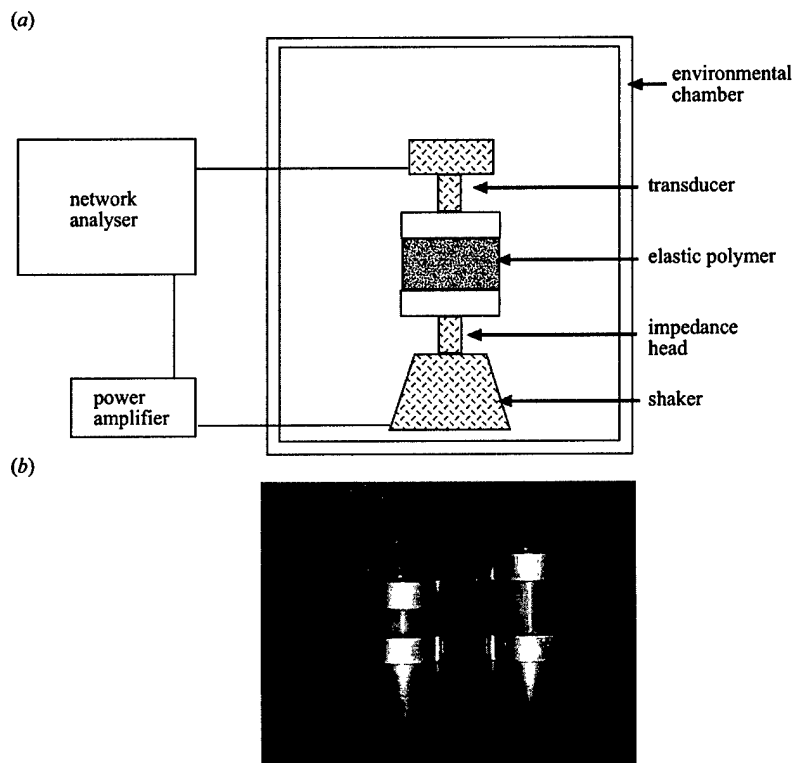 (a)
environmental
chamber
network
analyser
transducer
elastic polymer
impedance
head
power
amplifier
shaker
(b)